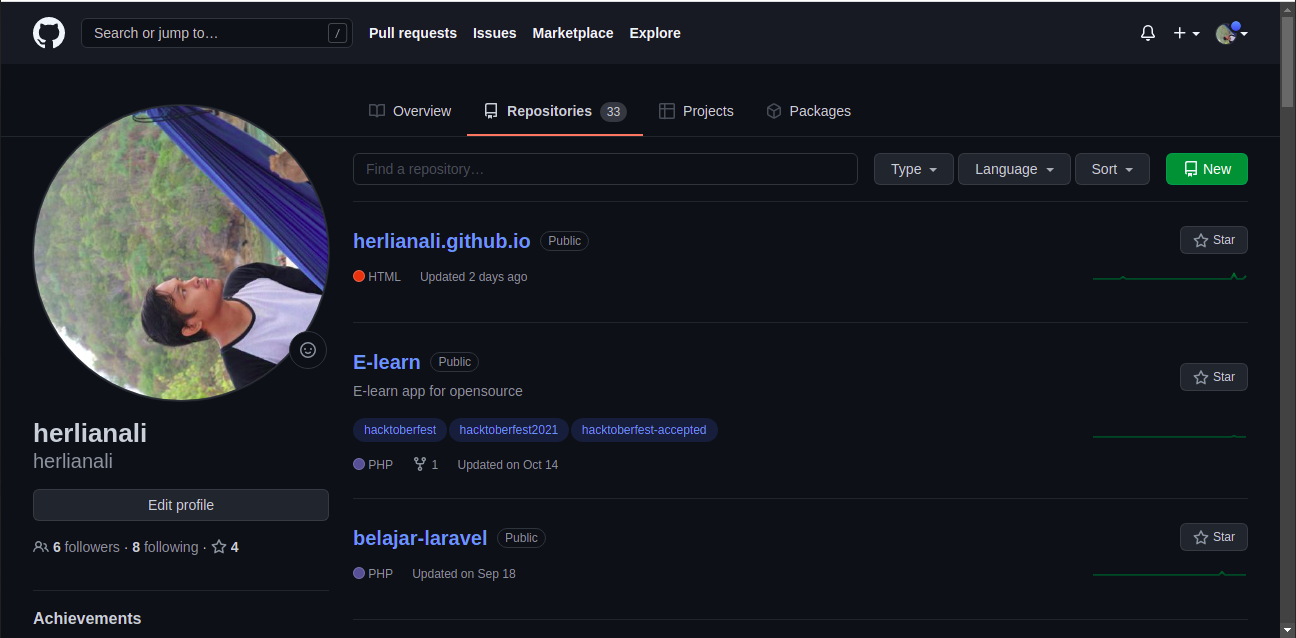 Search or jump to… /
Pull requests Issues Marketplace Explore
Overview Repositories 33 Projects Packages
Find a repository… Type Language Sort New
herlianali.github.io Public Star
HTML Updated 2 days ago
E-learn Public Star
E-learn app for opensource
hacktoberfest hacktoberfest2021 hacktoberfest-accepted
PHP 1 Updated on Oct 14
belajar-laravel Public Star
PHP Updated on Sep 18
herlianali
herlianali
Edit profile
6 followers · 8 following · 4
Achievements